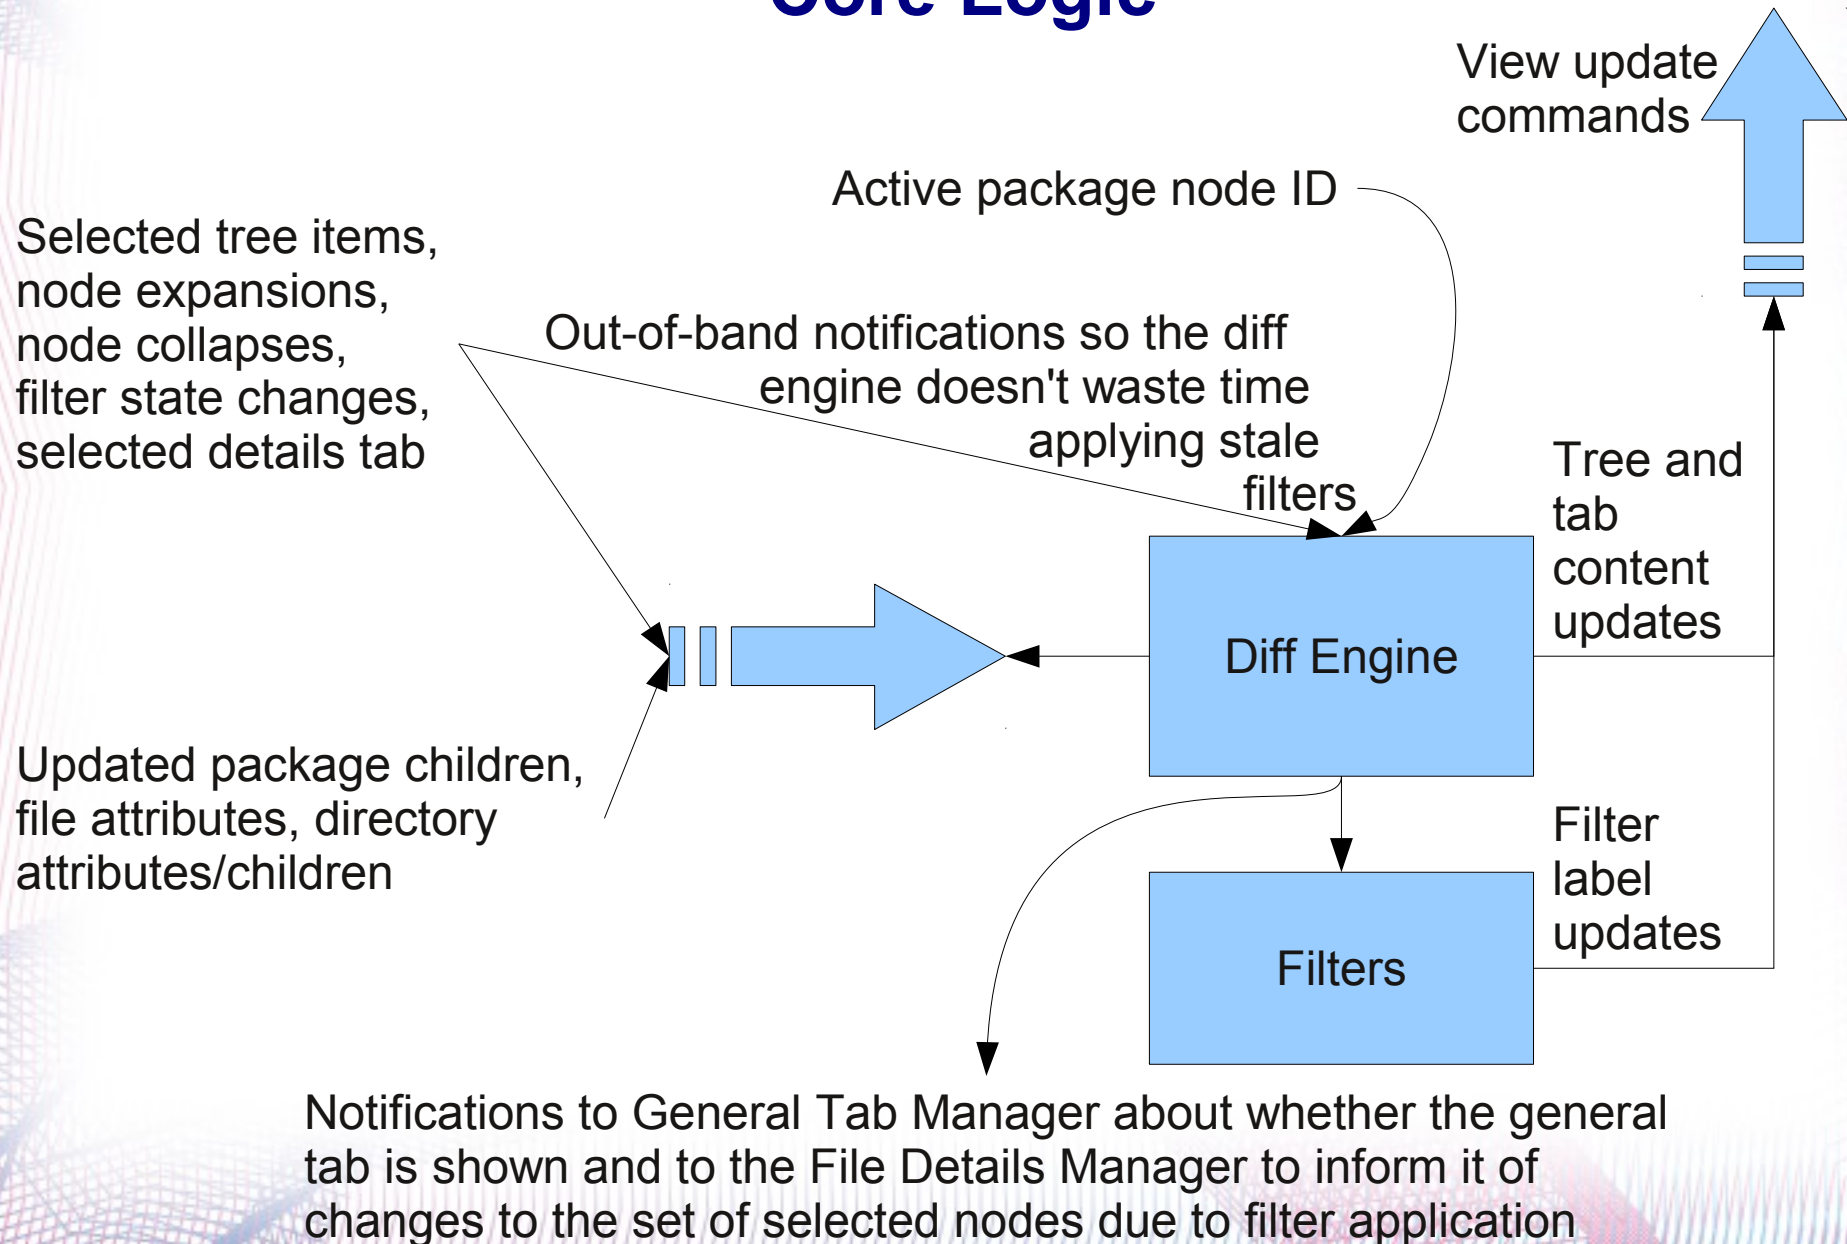 Core Logic
View update
commands
Active package node ID
Selected tree items,
node expansions,
node collapses,
filter state changes,
selected details tab
Out-of-band notifications so the diff
engine doesn't waste time
applying stale
filters
Tree and
tab
content
updates
Diff Engine
Updated package children,
file attributes, directory
attributes/children
Filter
label
updates
Filters
Notifications to General Tab Manager about whether the general
tab is shown and to the File Details Manager to inform it of
changes to the set of selected nodes due to filter application